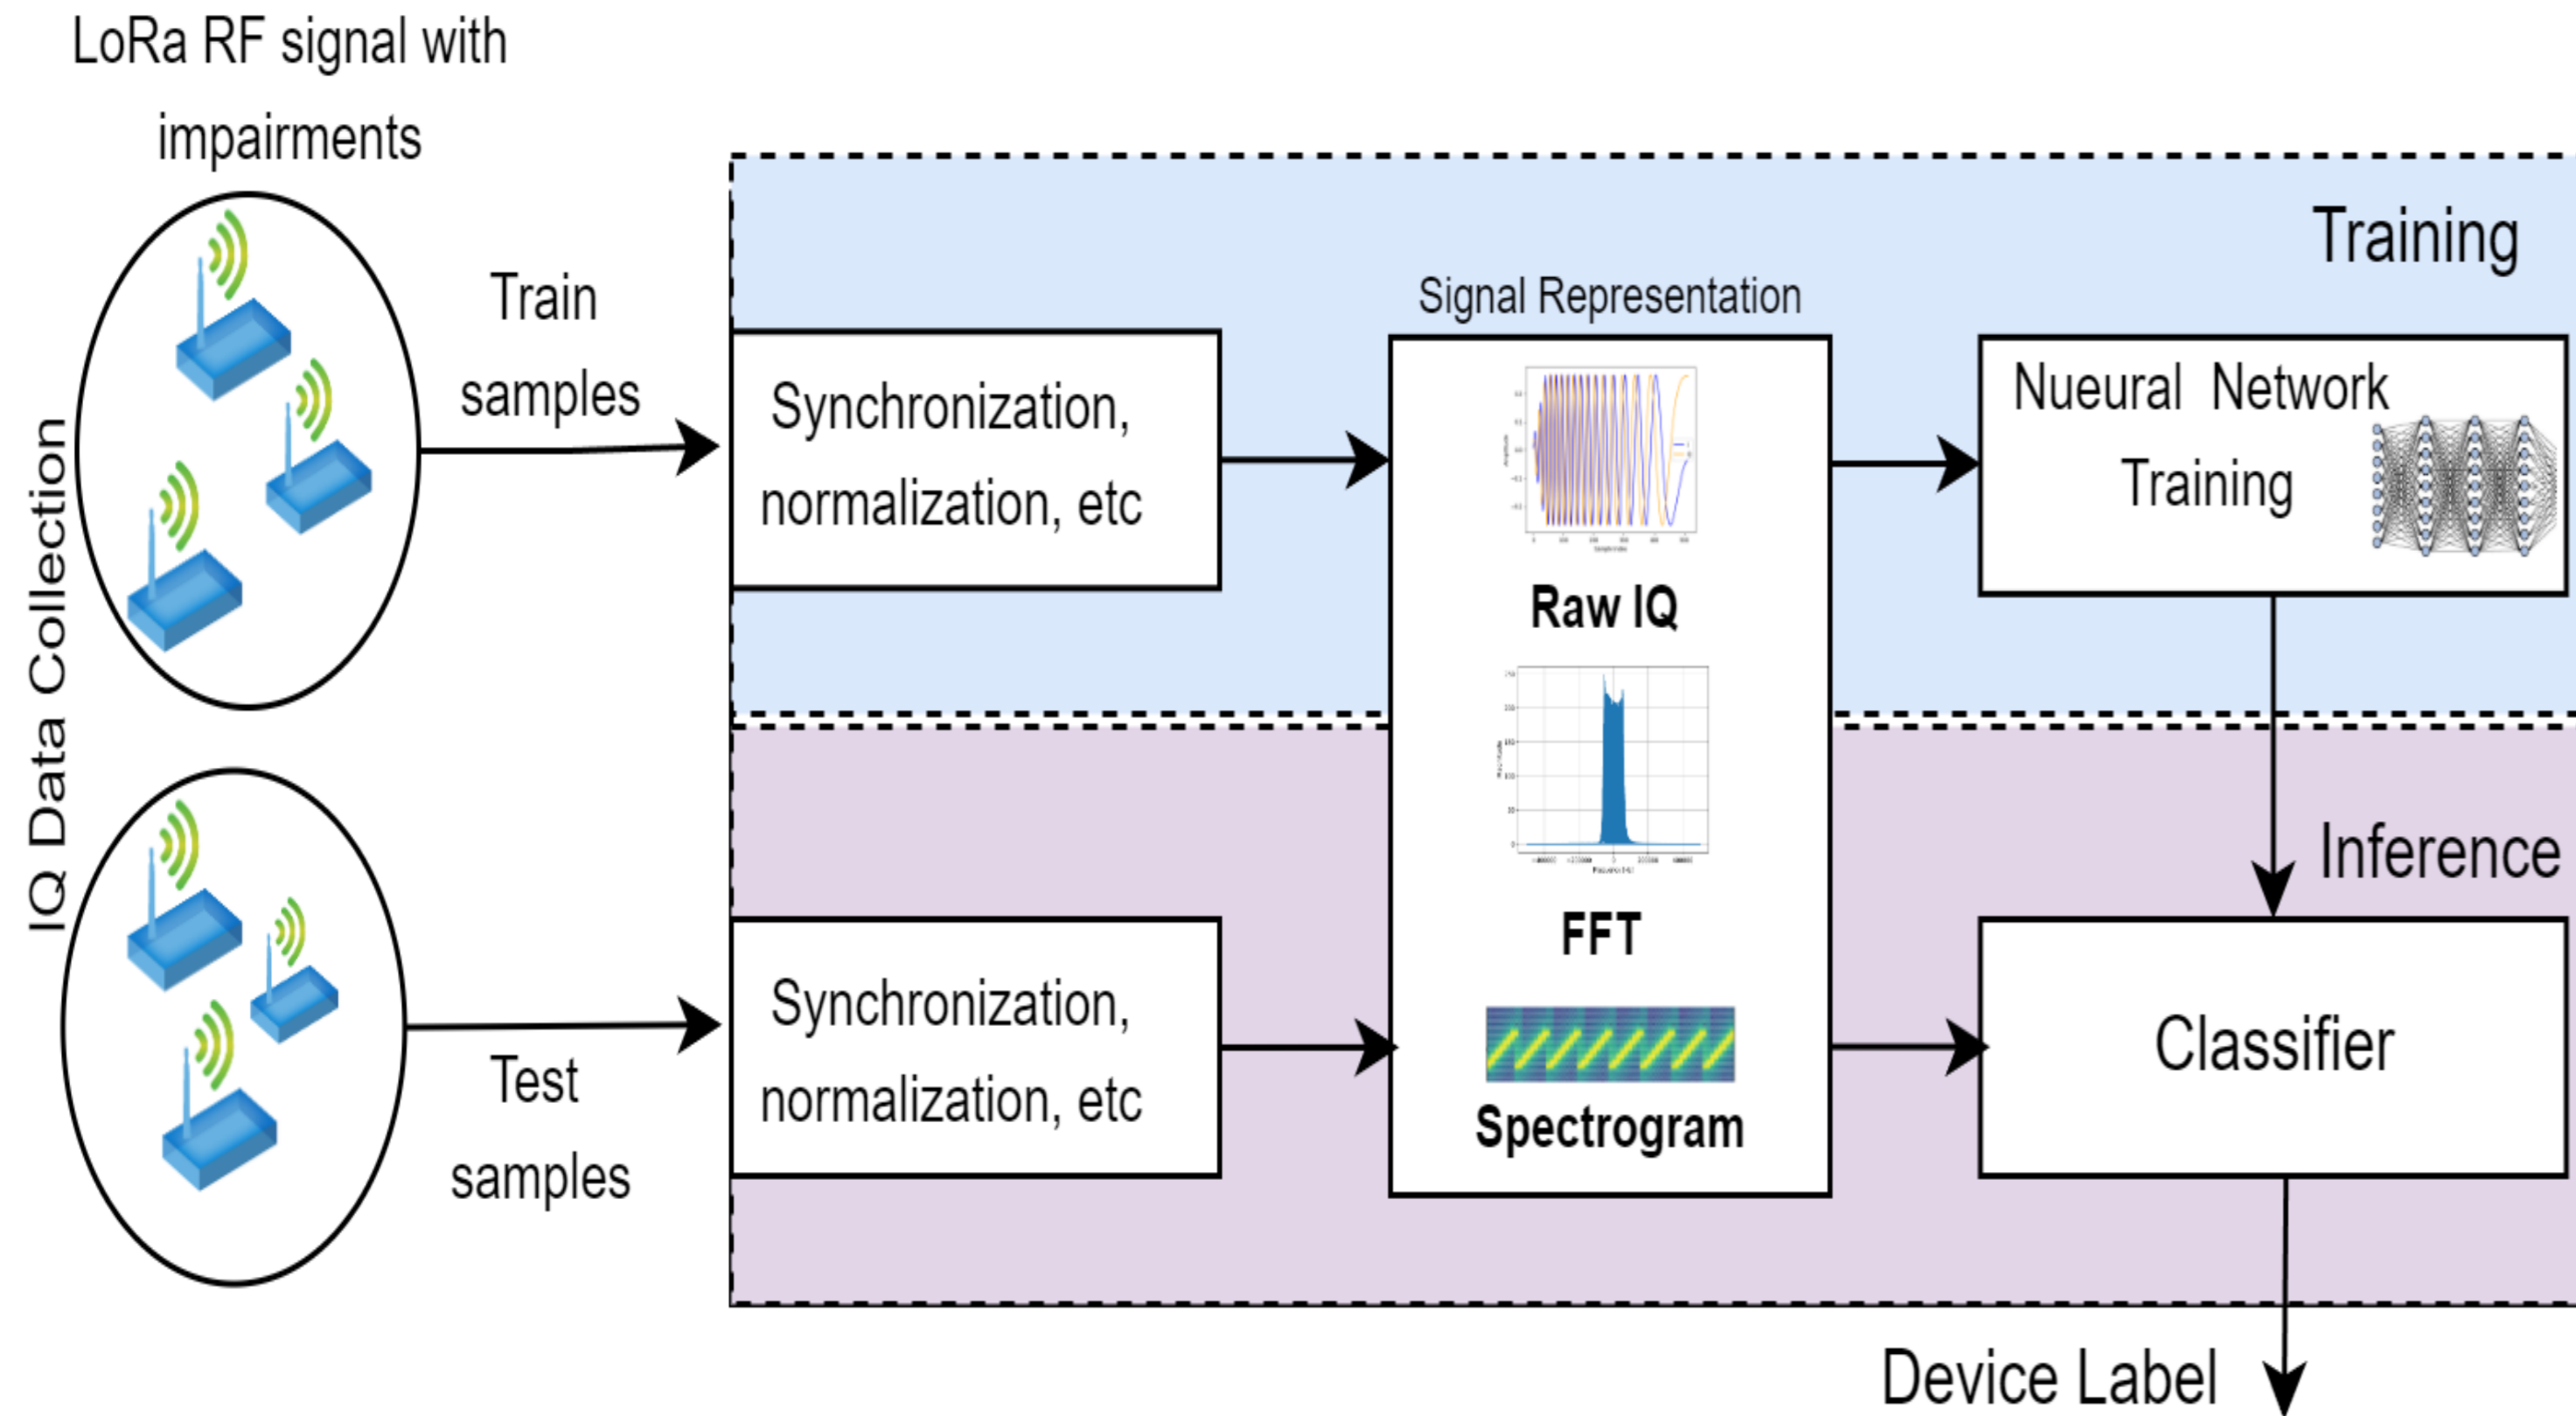 LoRa RF signal with
impairments
IQ Data Collection
Train
samples
Test
samples
Training
Synchronization,
normalization, etc
Signal Representation
Raw IQ
FFT
Spectrogram
Nueural Network
Training
Inference
Synchronization,
normalization, etc
Classifier
Device Label